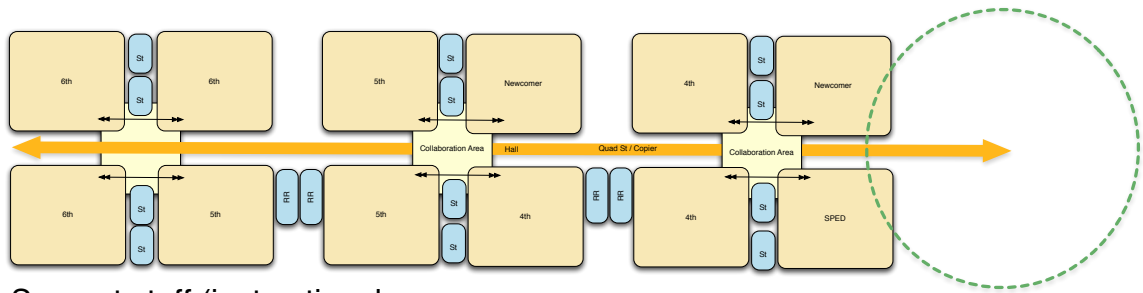 St
St
St
6th
6th
5th
Newcomer
4th
Newcomer
St
St
St
Collaboration Area
Hall
Quad St / Copier
Collaboration Area
6th
St
St
5th
RR
RR
5th
St
St
4th
RR
RR
4th
St
St
SPED